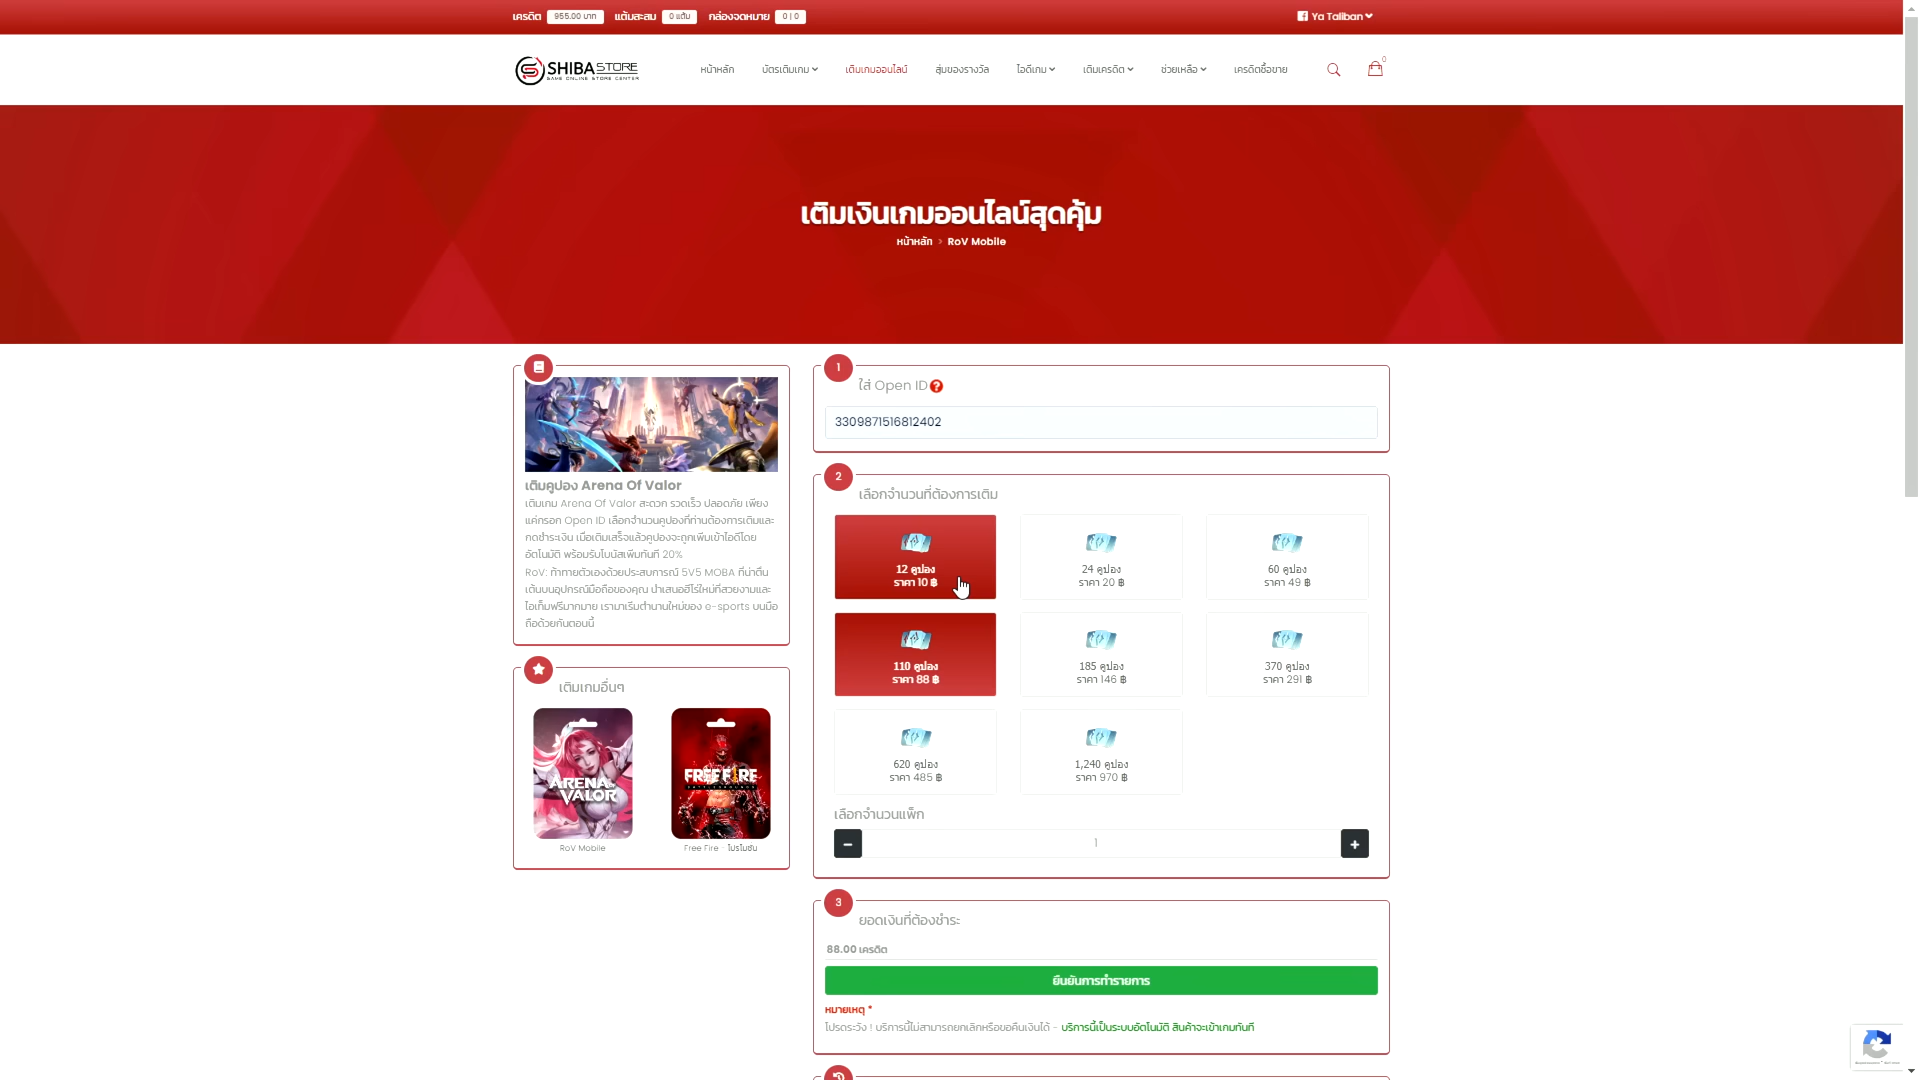 เครดิต 955.00 บาท แต้มสะสม 0 แต้ม กล่องจดหมาย 0 | 0 Ya Taliban
SHIBA STORE
GAME ONLINE STORE CENTER
หน้าหลัก บัตรเติมเกม เติมเกมออนไลน์ สุ่มของรางวัล ไอดีเกม เติมเครดิต ช่วยเหลือ เครดิตซื้อขาย 0
เติมเงินเกมออนไลน์สุดคุ้ม
หน้าหลัก > RoV Mobile
เติมคูปอง Arena Of Valor
เติมเกม Arena Of Valor สะดวก รวดเร็ว ปลอดภัย เพียง
แค่กรอก Open ID เลือกจำนวนคูปองที่ท่านต้องการเติมและ
กดชำระเงิน เมื่อเติมเสร็จแล้วคูปองจะถูกเพิ่มเข้าไอดีโดย
อัตโนมัติ พร้อมรับโบนัสเพิ่มทันที 20%
RoV: ท้าทายตัวเองด้วยประสบการณ์ 5V5 MOBA ที่น่าตื่น
เต้นบนอุปกรณ์มือถือของคุณ นำเสนอฮีโร่ใหม่ที่สวยงามและ
ไอเท็มฟรีมากมาย เรามาเริ่มตำนานใหม่ของ e-sports บนมือ
ถือด้วยกันตอนนี้
เติมเกมอื่นๆ
ARENA OF
VALOR
FREE FIRE
BATTLEGROUNDS
RoV Mobile
Free Fire - โปรโมชั่น
1
ใส่ Open ID ?
3309871516812402
2
เลือกจำนวนที่ต้องการเติม
12 คูปอง
ราคา 10 ฿
24 คูปอง
ราคา 20 ฿
60 คูปอง
ราคา 49 ฿
110 คูปอง
ราคา 88 ฿
185 คูปอง
ราคา 146 ฿
370 คูปอง
ราคา 291 ฿
620 คูปอง
ราคา 485 ฿
1,240 คูปอง
ราคา 970 ฿
เลือกจำนวนแพ็ก
1
3
ยอดเงินที่ต้องชำระ
88.00 เครดิต
ยืนยันการทำรายการ
หมายเหตุ *
โปรดระวัง ! บริการนี้ไม่สามารถยกเลิกหรือขอคืนเงินได้ - บริการนี้เป็นระบบอัตโนมัติ สินค้าจะเข้าเกมทันที